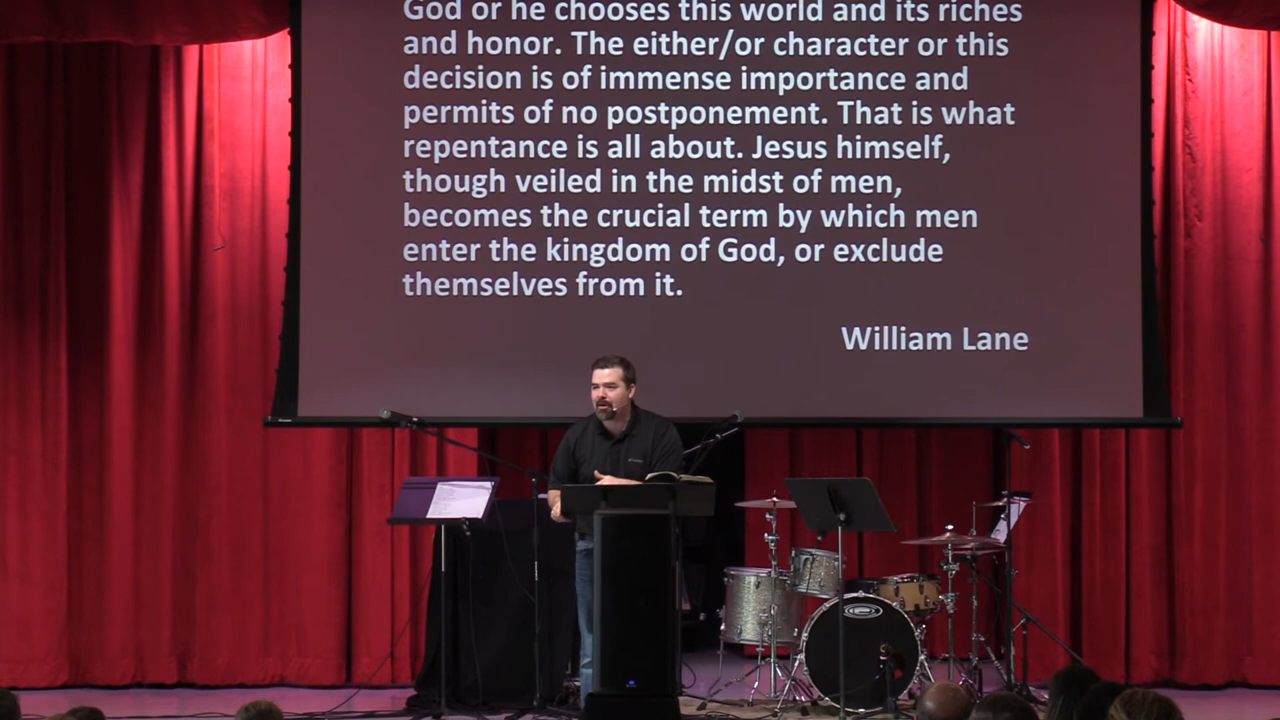 God or he chooses this world and its riches
and honor. The either/or character or this
decision is of immense importance and
permits of no postponement. That is what
repentance is all about. Jesus himself,
though veiled in the midst of men,
becomes the crucial term by which men
enter the kingdom of God, or exclude
themselves from it.
William Lane